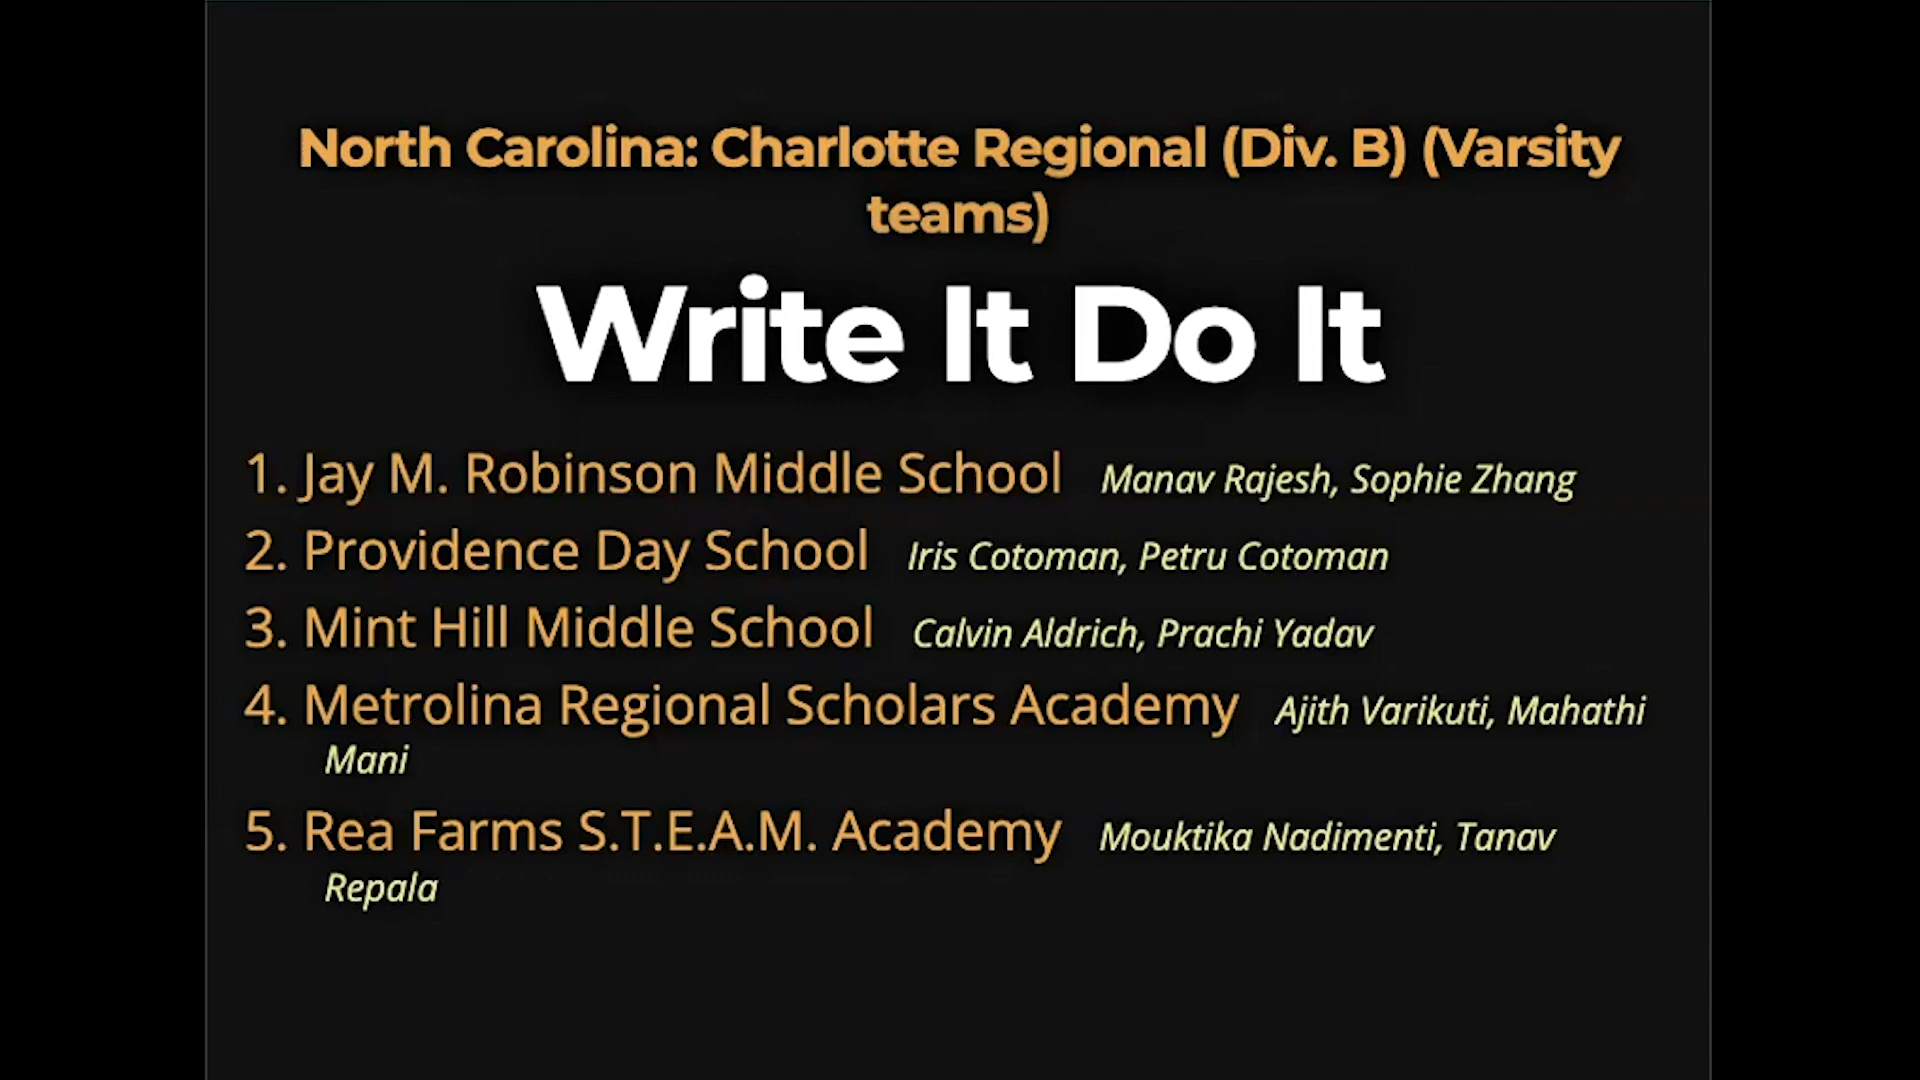 North Carolina: Charlotte Regional (Div. B) (Varsity
teams)
Write It Do It
1. Jay M. Robinson Middle School Manav Rajesh, Sophie Zhang
2. Providence Day School Iris Cotoman, Petru Cotoman
3. Mint Hill Middle School Calvin Aldrich, Prachi Yadav
4. Metrolina Regional Scholars Academy Ajith Varikuti, Mahathi
Mani
5. Rea Farms S.T.E.A.M. Academy Mouktika Nadimenti, Tanav
Repala